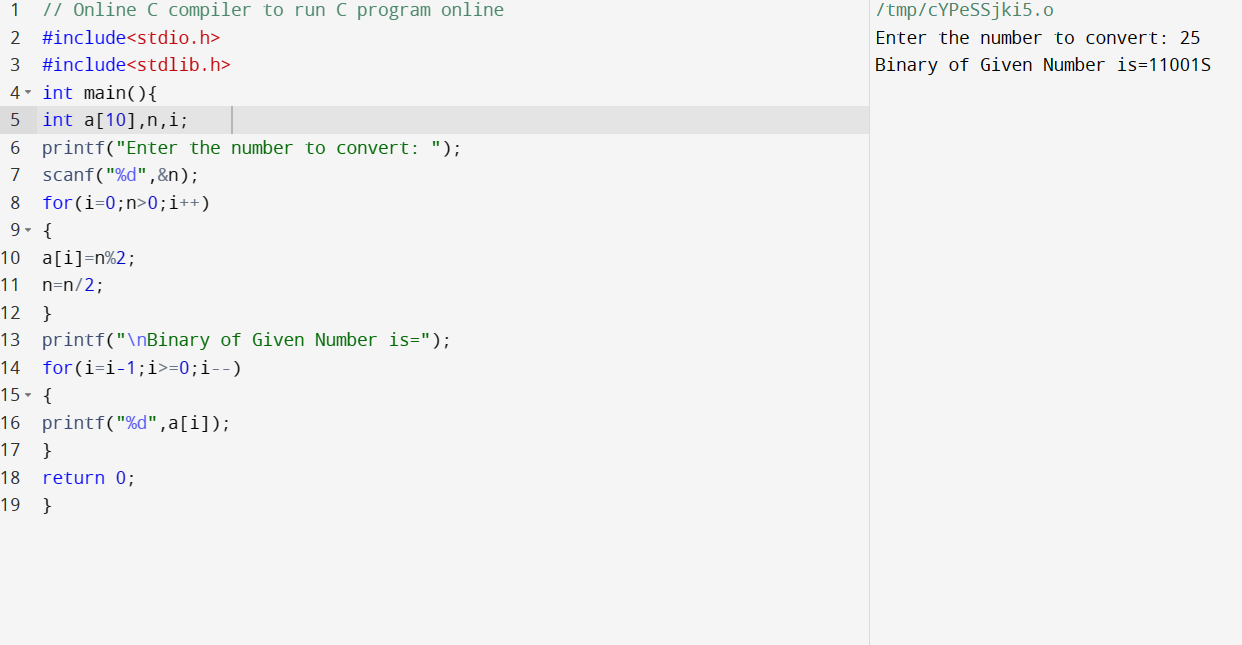 1 // Online C compiler to run C program online
2 #include<stdio.h>
3 #include<stdlib.h>
4 int main(){
5 int a[10],n,i;
6 printf("Enter the number to convert: ");
7 scanf("%d",&n);
8 for(i=0;n>0;i++)
9 {
10 a[i]=n%2;
11 n=n/2;
12 }
13 printf("\nBinary of Given Number is=");
14 for(i=i-1;i>=0;i--)
15 {
16 printf("%d",a[i]);
17 }
18 return 0;
19 }
/tmp/cYPeSSjki5.o
Enter the number to convert: 25
Binary of Given Number is=11001S